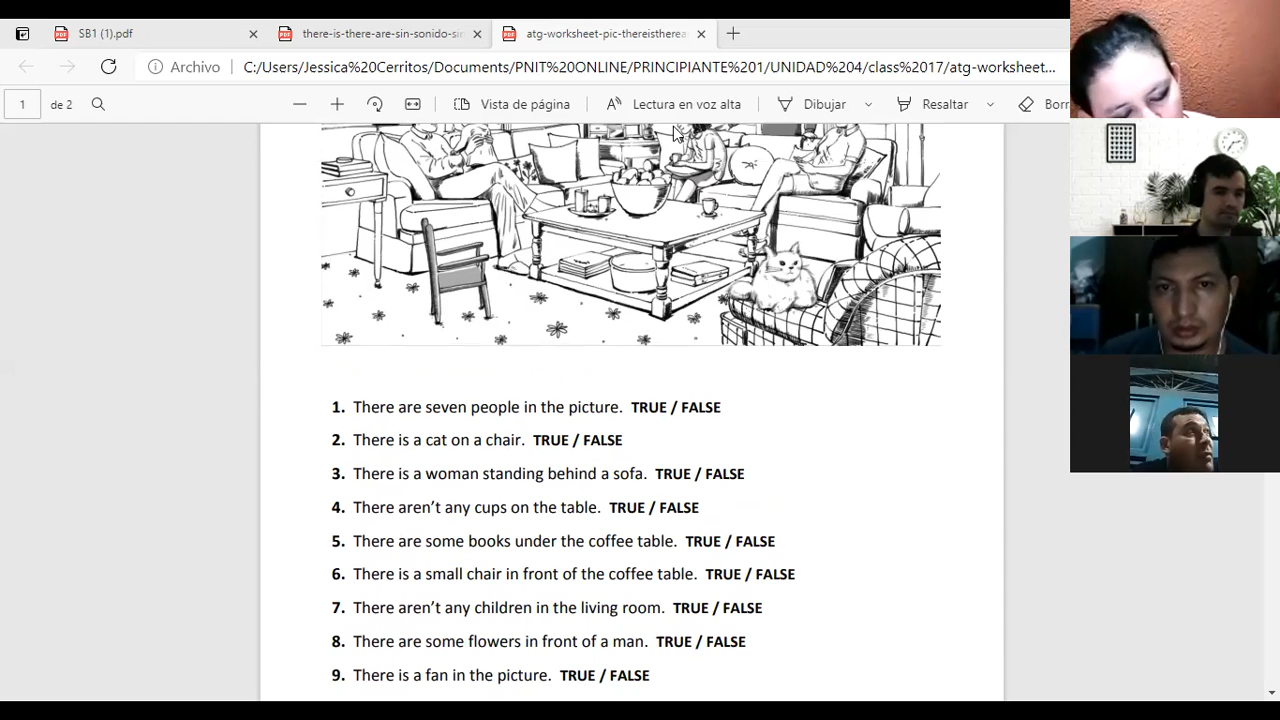 SB1 (1).pdf
there-is-there-are-sin-sonido-sin
atg-worksheet-pic-thereistherea
Archivo
C:/Users/Jessica%20Cerritos/Documents/PNIT%20ONLINE/PRINCIPIANTE%201/UNIDAD%204/class%2017/atg-worksheet...
1 de 2
Vista de página
Lectura en voz alta
Dibujar
Resaltar
Borr
1. There are seven people in the picture. TRUE / FALSE
2. There is a cat on a chair. TRUE / FALSE
3. There is a woman standing behind a sofa. TRUE / FALSE
4. There aren’t any cups on the table. TRUE / FALSE
5. There are some books under the coffee table. TRUE / FALSE
6. There is a small chair in front of the coffee table. TRUE / FALSE
7. There aren’t any children in the living room. TRUE / FALSE
8. There are some flowers in front of a man. TRUE / FALSE
9. There is a fan in the picture. TRUE / FALSE